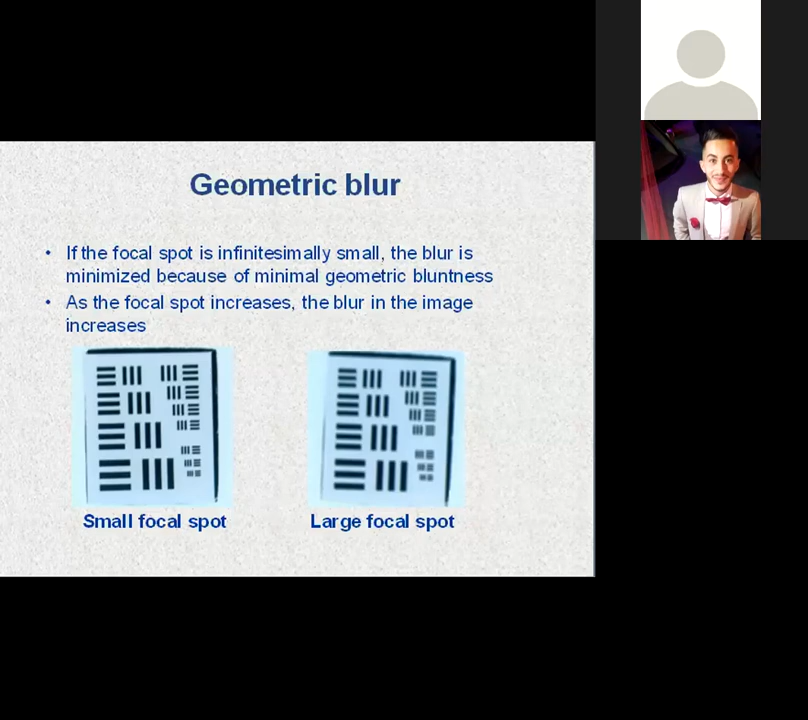 Geometric blur
• If the focal spot is infinitesimally small, the blur is
minimized because of minimal geometric bluntness
• As the focal spot increases, the blur in the image
increases
Small focal spot
Large focal spot